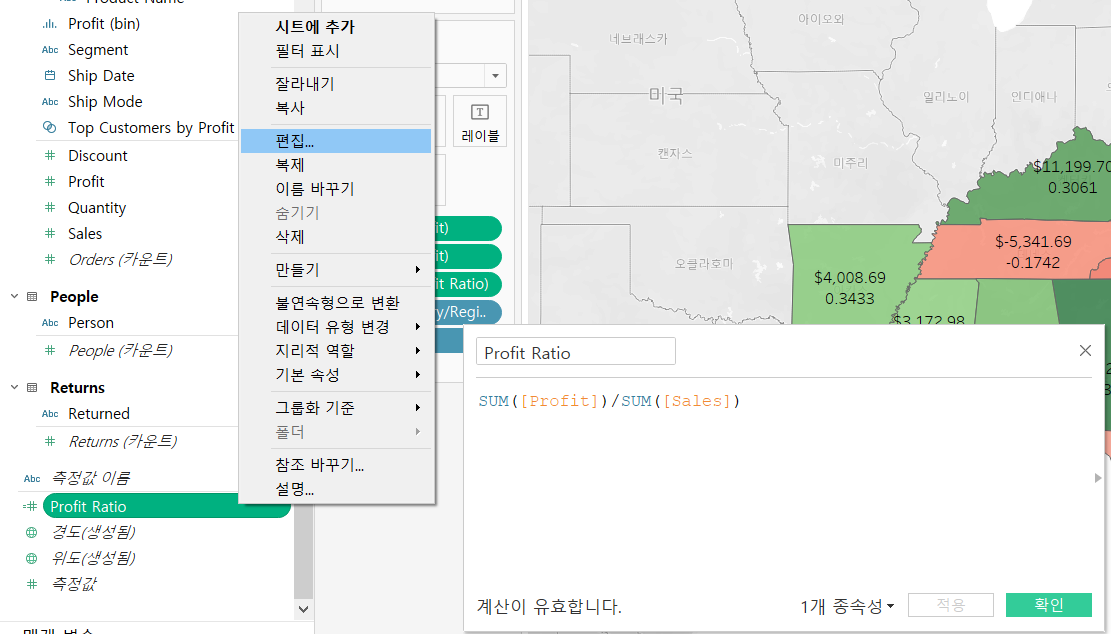 Product Name
Profit (bin)
Abc Segment
Ship Date
Abc Ship Mode
Top Customers by Profit
# Discount
# Profit
# Quantity
# Sales
# Orders (카운트)
People
Abc Person
# People (카운트)
Returns
Abc Returned
# Returns (카운트)
Abc 측정값 이름
=# Profit Ratio
경도(생성됨)
위도(생성됨)
# 측정값
시트에 추가
필터 표시
잘라내기
복사
편집...
복제
이름 바꾸기
숨기기
삭제
만들기
불연속형으로 변환
데이터 유형 변경
지리적 역할
기본 속성
그룹화 기준
폴더
참조 바꾸기...
설명...
T
레이블
it)
it)
it Ratio)
y/Regi..
아이오와
네브래스카
미국
일리노이
인디애나
캔자스
미주리
오클라호마
$11,199.70
0.3061
$-5,341.69
-0.1742
$4,008.69
0.3433
$3,172.98
Profit Ratio
SUM([Profit])/SUM([Sales])
계산이 유효합니다.
1개 종속성
적용
확인